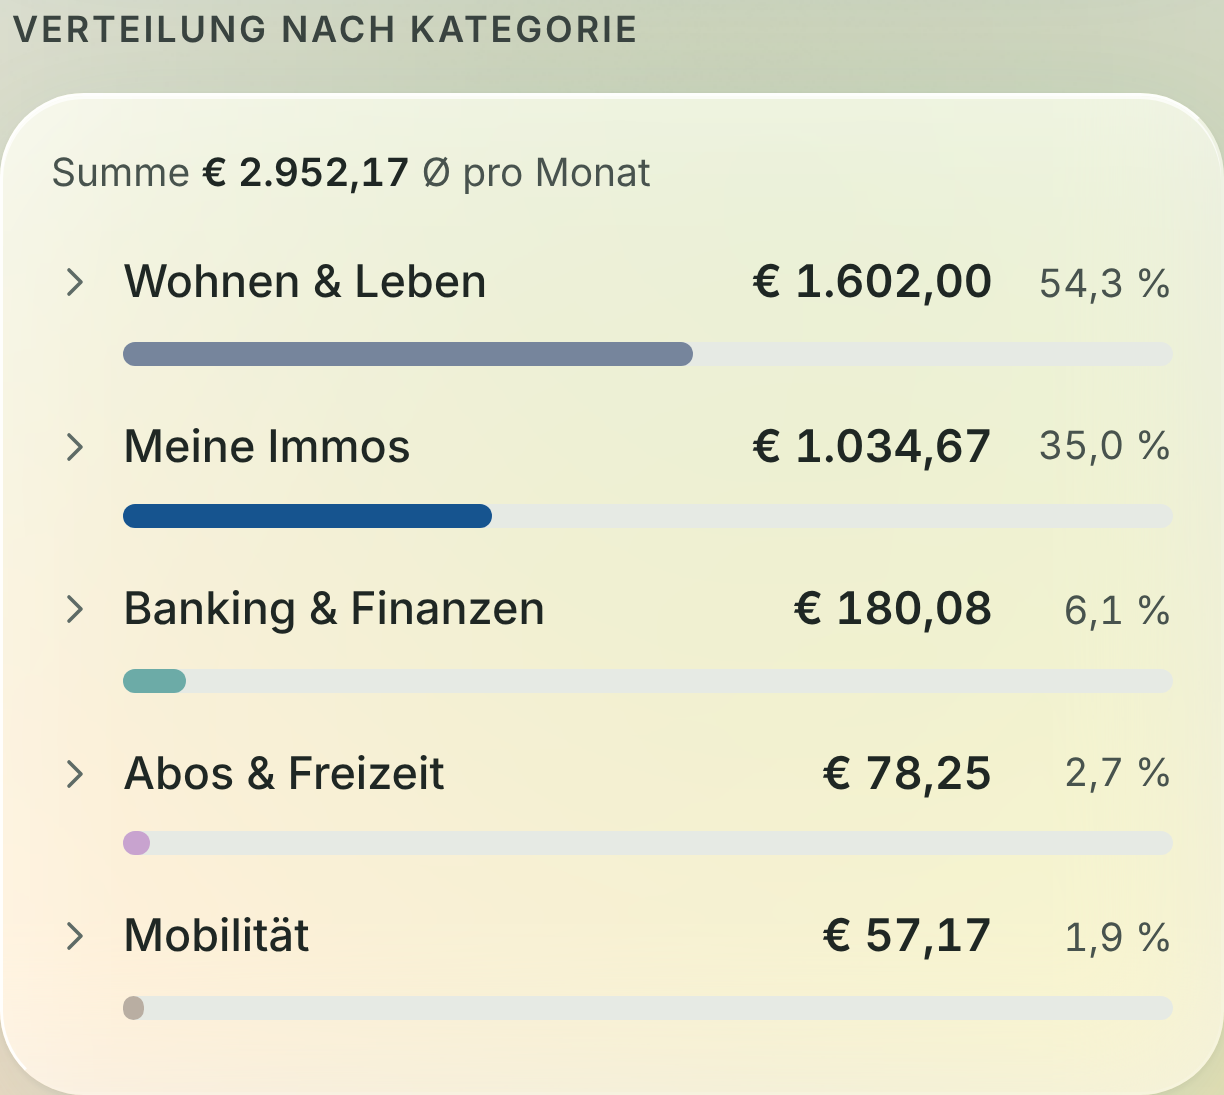 VERTEILUNG NACH KATEGORIE
Summe € 2.952,17 Ø pro Monat
Wohnen & Leben € 1.602,00 54,3 %
Meine Immos € 1.034,67 35,0 %
Banking & Finanzen € 180,08 6,1 %
Abos & Freizeit € 78,25 2,7 %
Mobilität € 57,17 1,9 %